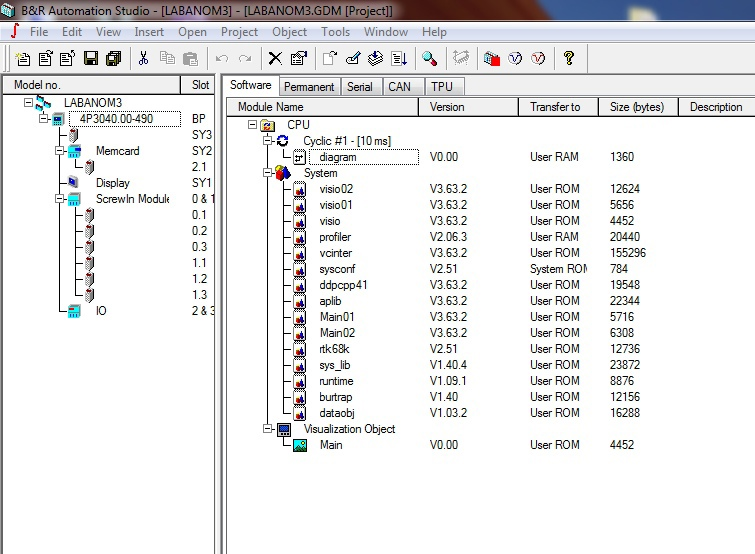 B&R Automation Studio - [LABANOM3] - [LABANOM3.GDM [Project]]
File Edit View Insert Open Project Object Tools Window Help
Model no. Slot
LABANOM3
4P3040.00-490 BP
SY3
Memcard SY2
2.1
Display SY1
ScrewIn Module 0 & 1
0.1
0.2
0.3
1.1
1.2
1.3
IO 2 & 3
Software Permanent Serial CAN TPU
Module Name Version Transfer to Size (bytes) Description
CPU
Cyclic #1 - [10 ms]
diagram V0.00 User RAM 1360
System
visio02 V3.63.2 User ROM 12624
visio01 V3.63.2 User ROM 5656
visio V3.63.2 User ROM 4452
profiler V2.06.3 User RAM 20440
vcinter V3.63.2 User ROM 155296
sysconf V2.51 System ROM 784
ddpcpp41 V3.63.2 User ROM 19548
aplib V3.63.2 User ROM 22344
Main01 V3.63.2 User ROM 5716
Main02 V3.63.2 User ROM 6308
rtk68k V2.51 User ROM 12736
sys_lib V1.40.4 User ROM 23872
runtime V1.09.1 User ROM 8876
burtrap V1.40 User ROM 12156
dataobj V1.03.2 User ROM 16288
Visualization Object
Main V0.00 User ROM 4452